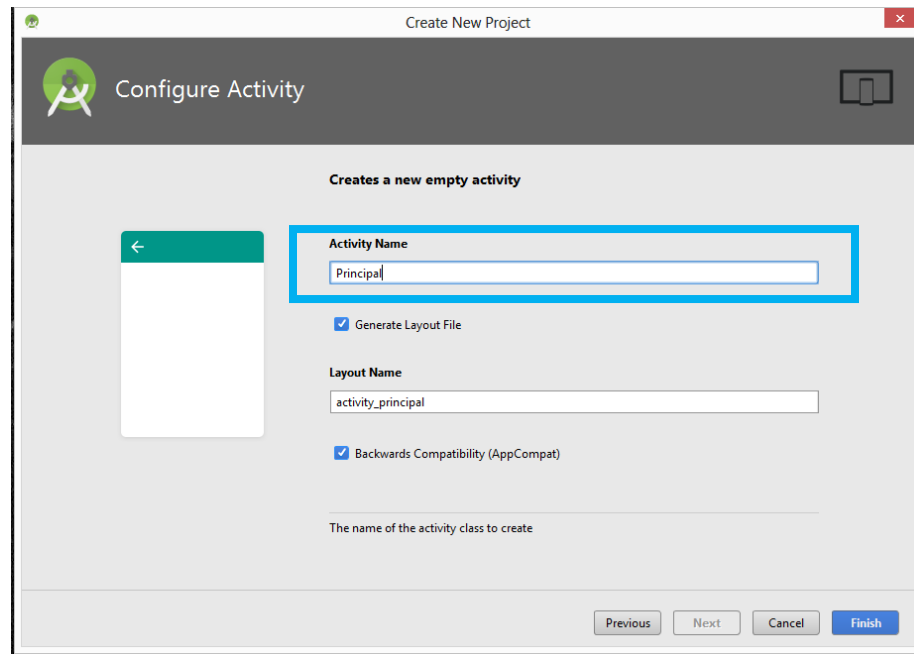 Create New Project
Configure Activity
Creates a new empty activity
Activity Name
Principal
Generate Layout File
Layout Name
activity_principal
Backwards Compatibility (AppCompat)
The name of the activity class to create
Previous
Next
Cancel
Finish